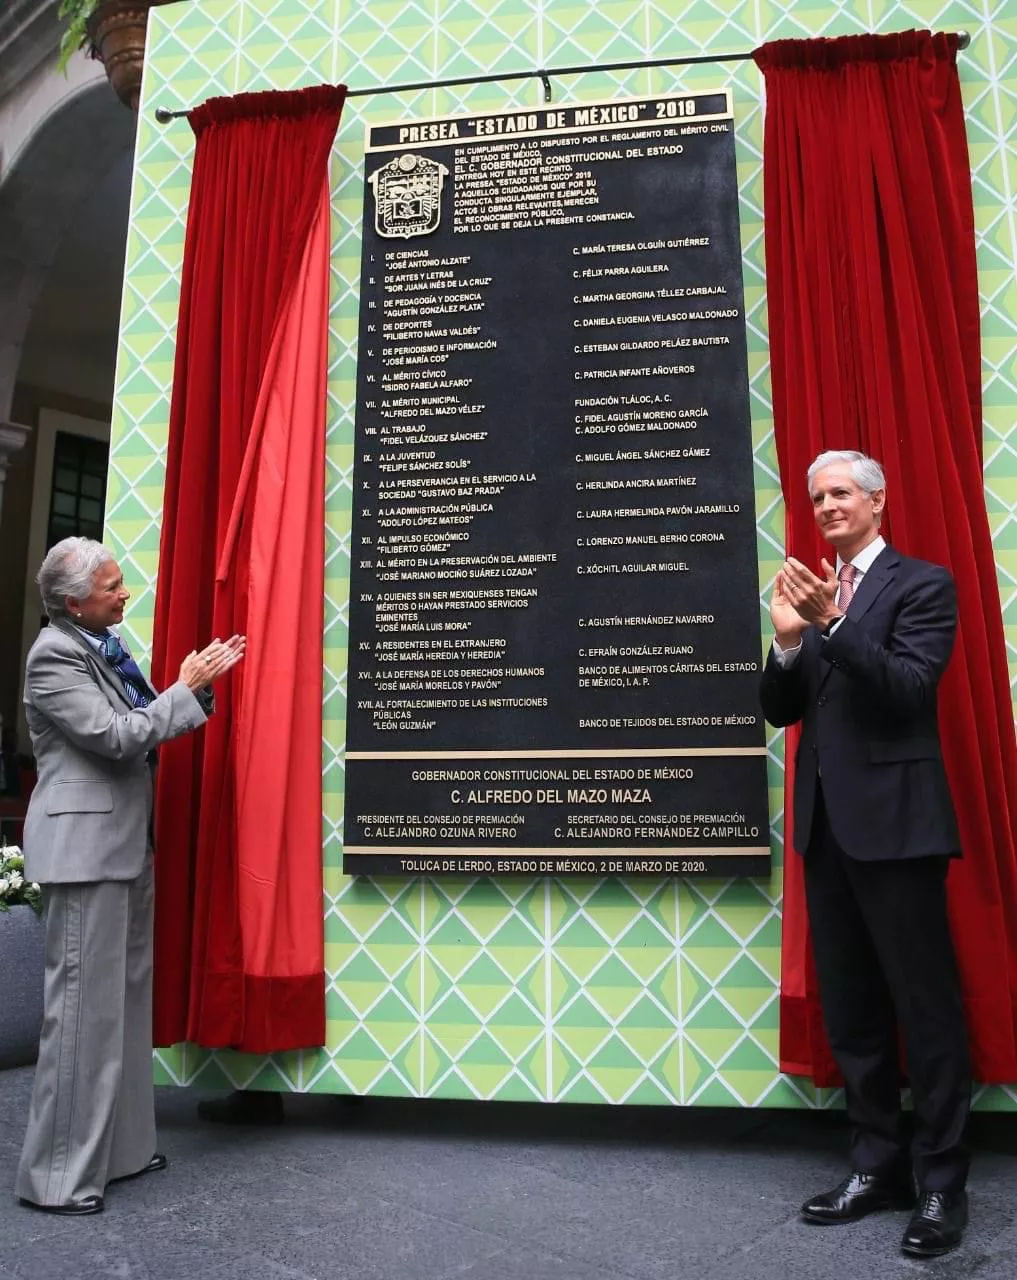 PRESEA "ESTADO DE MÉXICO" 2019
EN CUMPLIMIENTO A LO DISPUESTO POR EL REGLAMENTO DEL MÉRITO CIVIL
DEL ESTADO DE MÉXICO,
EL C. GOBERNADOR CONSTITUCIONAL DEL ESTADO
ENTREGA HOY EN ESTE RECINTO.
LA PRESEA "ESTADO DE MÉXICO" 2019
A AQUELLOS CIUDADANOS QUE POR SU
CONDUCTA SINGULARMENTE EJEMPLAR,
ACTOS U OBRAS RELEVANTES, MERECEN
EL RECONOCIMIENTO PÚBLICO,
POR LO QUE SE DEJA LA PRESENTE CONSTANCIA.
I. DE CIENCIAS
"JOSÉ ANTONIO ALZATE"
C. MARÍA TERESA OLGUÍN GUTIÉRREZ
II. DE ARTES Y LETRAS
"SOR JUANA INÉS DE LA CRUZ"
C. FÉLIX PARRA AGUILERA
III. DE PEDAGOGÍA Y DOCENCIA
"AGUSTÍN GONZÁLEZ PLATA"
C. MARTHA GEORGINA TÉLLEZ CARBAJAL
IV. DE DEPORTES
"FILIBERTO NAVAS VALDÉS"
C. DANIELA EUGENIA VELASCO MALDONADO
V. DE PERIODISMO E INFORMACIÓN
"JOSÉ MARÍA COS"
C. ESTEBAN GILDARDO PELÁEZ BAUTISTA
VI. AL MÉRITO CÍVICO
"ISIDRO FABELA ALFARO"
C. PATRICIA INFANTE AÑOVEROS
VII. AL MÉRITO MUNICIPAL
"ALFREDO DEL MAZO VÉLEZ"
FUNDACIÓN TLÁLOC, A. C.
VIII. AL TRABAJO
"FIDEL VELÁZQUEZ SÁNCHEZ"
C. FIDEL AGUSTÍN MORENO GARCÍA
C. ADOLFO GÓMEZ MALDONADO
IX. A LA JUVENTUD
"FELIPE SÁNCHEZ SOLÍS"
C. MIGUEL ÁNGEL SÁNCHEZ GÁMEZ
X. A LA PERSEVERANCIA EN EL SERVICIO A LA
SOCIEDAD "GUSTAVO BAZ PRADA"
C. HERLINDA ANCIRA MARTÍNEZ
XI. A LA ADMINISTRACIÓN PÚBLICA
"ADOLFO LÓPEZ MATEOS"
C. LAURA HERMELINDA PAVÓN JARAMILLO
XII. AL IMPULSO ECONÓMICO
"FILIBERTO GÓMEZ"
C. LORENZO MANUEL BERHO CORONA
XIII. AL MÉRITO EN LA PRESERVACIÓN DEL AMBIENTE
"JOSÉ MARIANO MOCIÑO SUÁREZ LOZADA"
C. XÓCHITL AGUILAR MIGUEL
XIV. A QUIENES SIN SER MEXIQUENSES TENGAN
MÉRITOS O HAYAN PRESTADO SERVICIOS
EMINENTES
"JOSÉ MARÍA LUIS MORA"
C. AGUSTÍN HERNÁNDEZ NAVARRO
XV. A RESIDENTES EN EL EXTRANJERO
"JOSÉ MARÍA HEREDIA Y HEREDIA"
C. EFRAÍN GONZÁLEZ RUANO
XVI. A LA DEFENSA DE LOS DERECHOS HUMANOS
"JOSÉ MARÍA MORELOS Y PAVÓN"
BANCO DE ALIMENTOS CÁRITAS DEL ESTADO
DE MÉXICO, I. A. P.
XVII. AL FORTALECIMIENTO DE LAS INSTITUCIONES
PÚBLICAS
"LEÓN GUZMÁN"
BANCO DE TEJIDOS DEL ESTADO DE MÉXICO
GOBERNADOR CONSTITUCIONAL DEL ESTADO DE MÉXICO
C. ALFREDO DEL MAZO MAZA
PRESIDENTE DEL CONSEJO DE PREMIACIÓN
C. ALEJANDRO OZUNA RIVERO
SECRETARIO DEL CONSEJO DE PREMIACIÓN
C. ALEJANDRO FERNÁNDEZ CAMPILLO
TOLUCA DE LERDO, ESTADO DE MÉXICO, 2 DE MARZO DE 2020.